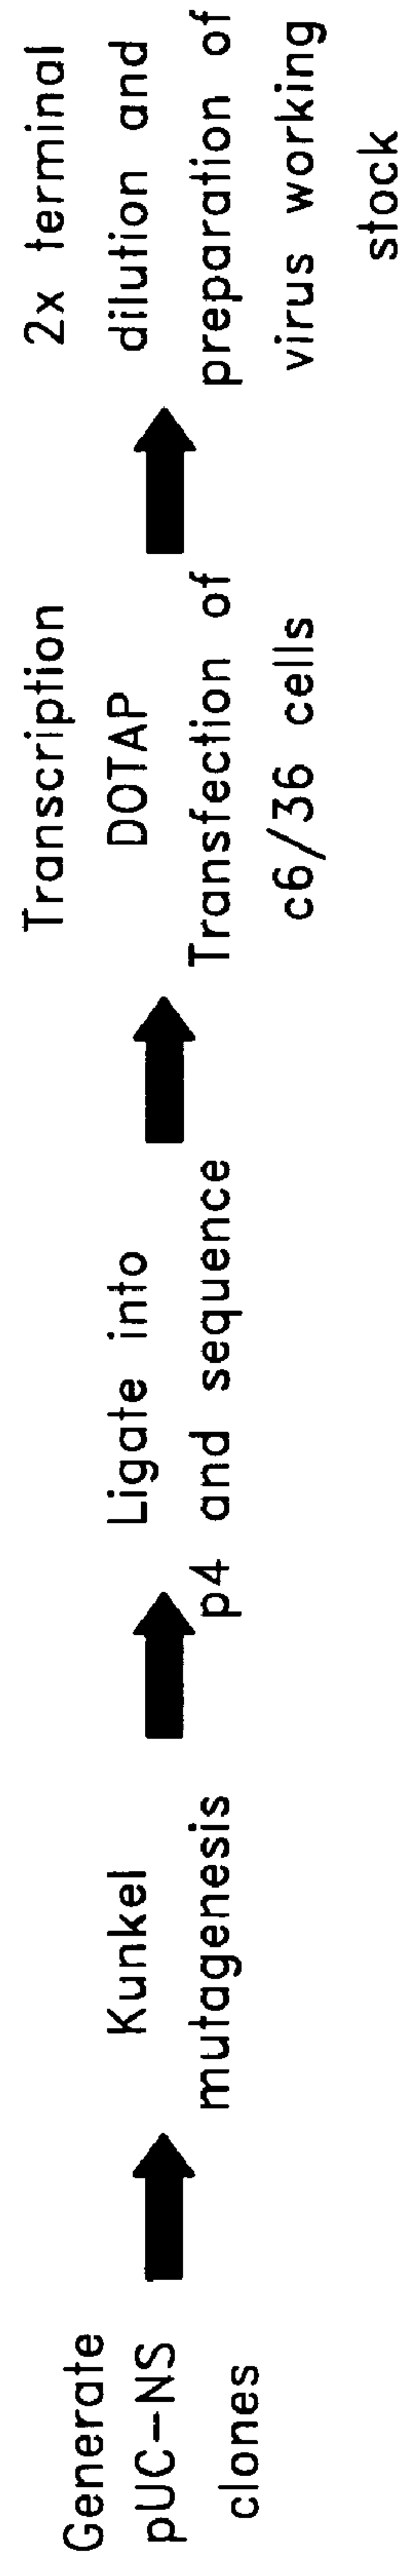 Generate
pUC-NS
clones
Kunkel
mutagenesis
Ligate into
p4 and sequence
Transcription
DOTAP
Transfection of
c6/36 cells
2x terminal
dilution and
preparation of
virus working
stock